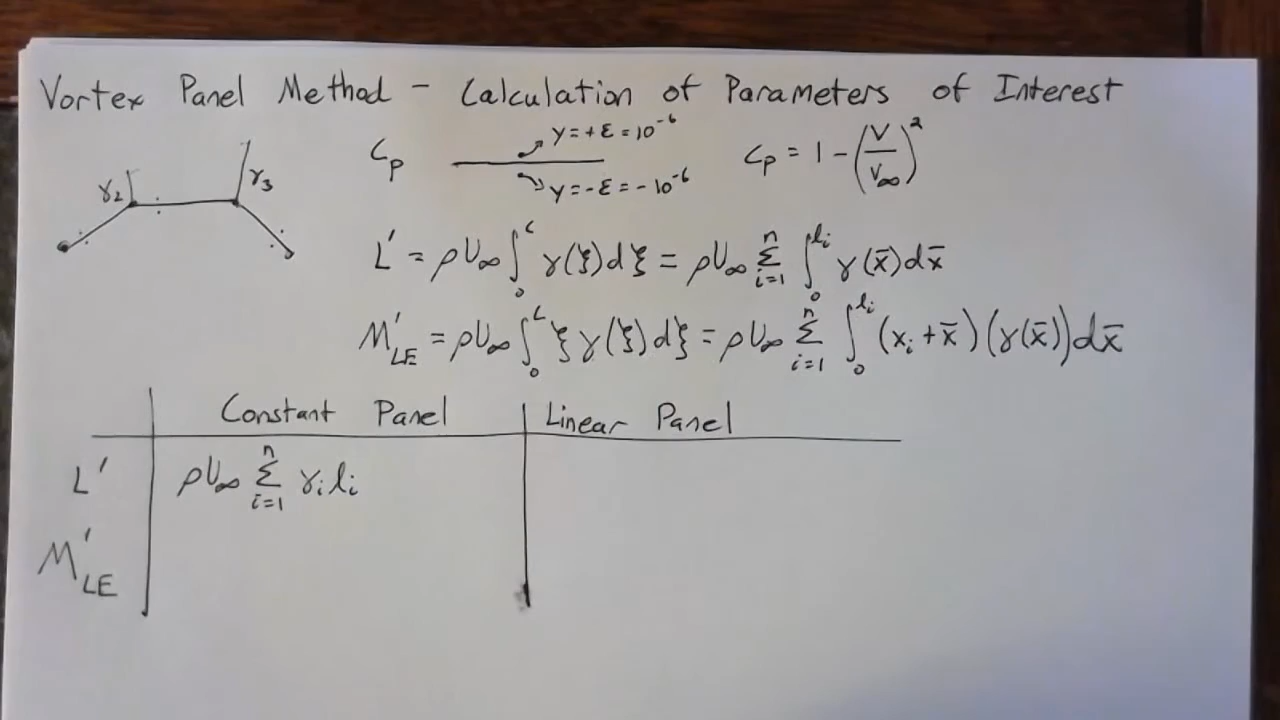 Vortex Panel Method - Calculation of Parameters of Interest
γ₂ γ₃ Cp y=+ε=10⁻⁶ y=-ε=-10⁻⁶ Cp = 1-(V/V∞)²
L' = ρU∞ ∫₀ᶜ γ(ξ)dξ = ρU∞ Σᵢ₌₁ⁿ ∫₀^{lᵢ} γ(x̄)dx̄
M'LE = ρU∞ ∫₀ᶜ ξ γ(ξ)dξ = ρU∞ Σᵢ₌₁ⁿ ∫₀^{lᵢ} (xᵢ+x̄)(γ(x̄))dx̄
Constant Panel Linear Panel
L' ρU∞ Σᵢ₌₁ⁿ γᵢlᵢ
M'LE